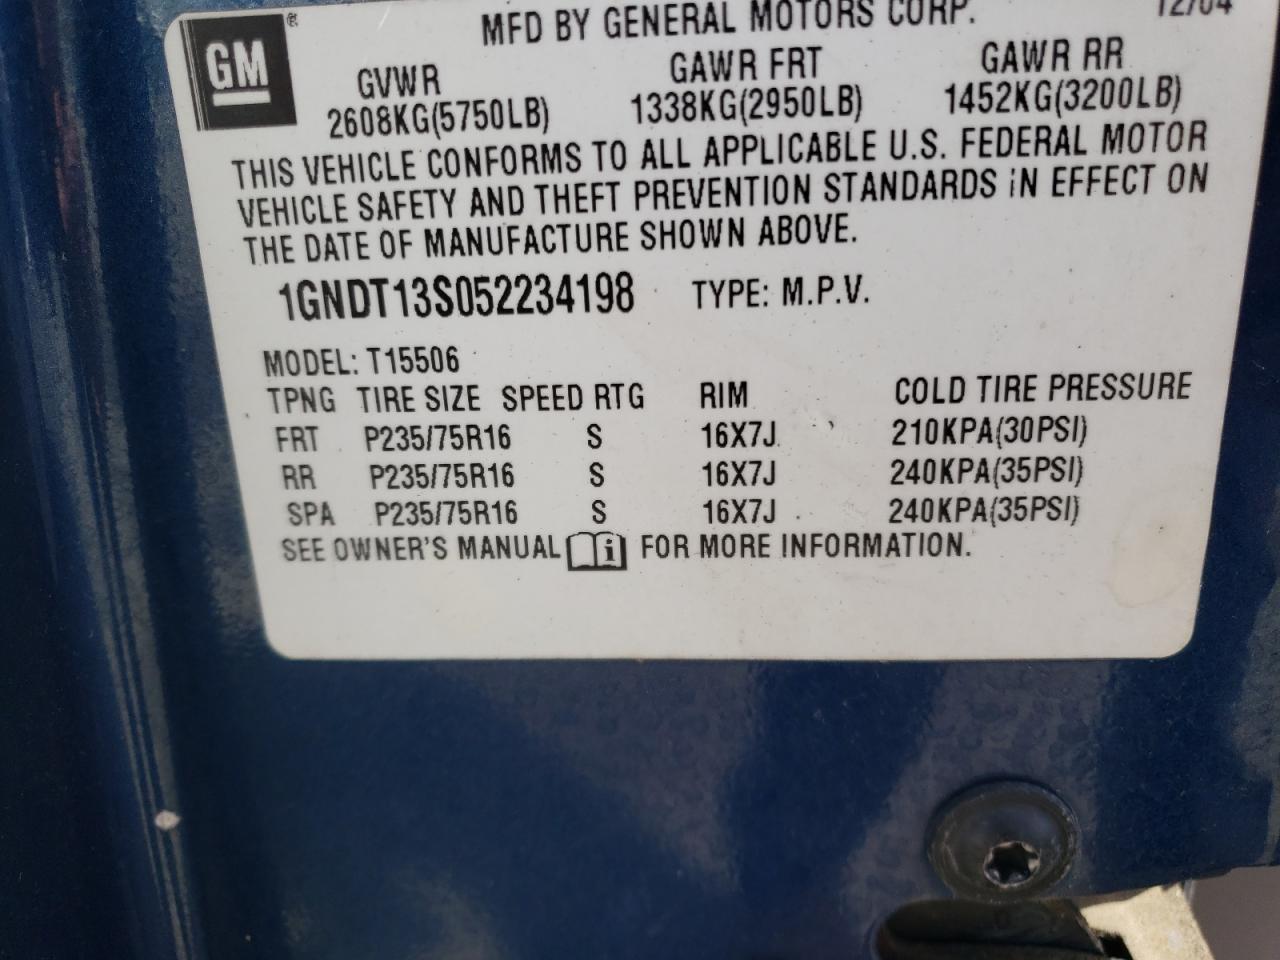 GM ®
MFD BY GENERAL MOTORS CORP. 12/04
GVWR GAWR FRT GAWR RR
2608KG(5750LB) 1338KG(2950LB) 1452KG(3200LB)
THIS VEHICLE CONFORMS TO ALL APPLICABLE U.S. FEDERAL MOTOR
VEHICLE SAFETY AND THEFT PREVENTION STANDARDS IN EFFECT ON
THE DATE OF MANUFACTURE SHOWN ABOVE.
1GNDT13S052234198 TYPE: M.P.V.
MODEL: T15506
TPNG TIRE SIZE SPEED RTG RIM COLD TIRE PRESSURE
FRT P235/75R16 S 16X7J 210KPA(30PSI)
RR P235/75R16 S 16X7J 240KPA(35PSI)
SPA P235/75R16 S 16X7J 240KPA(35PSI)
SEE OWNER'S MANUAL i FOR MORE INFORMATION.